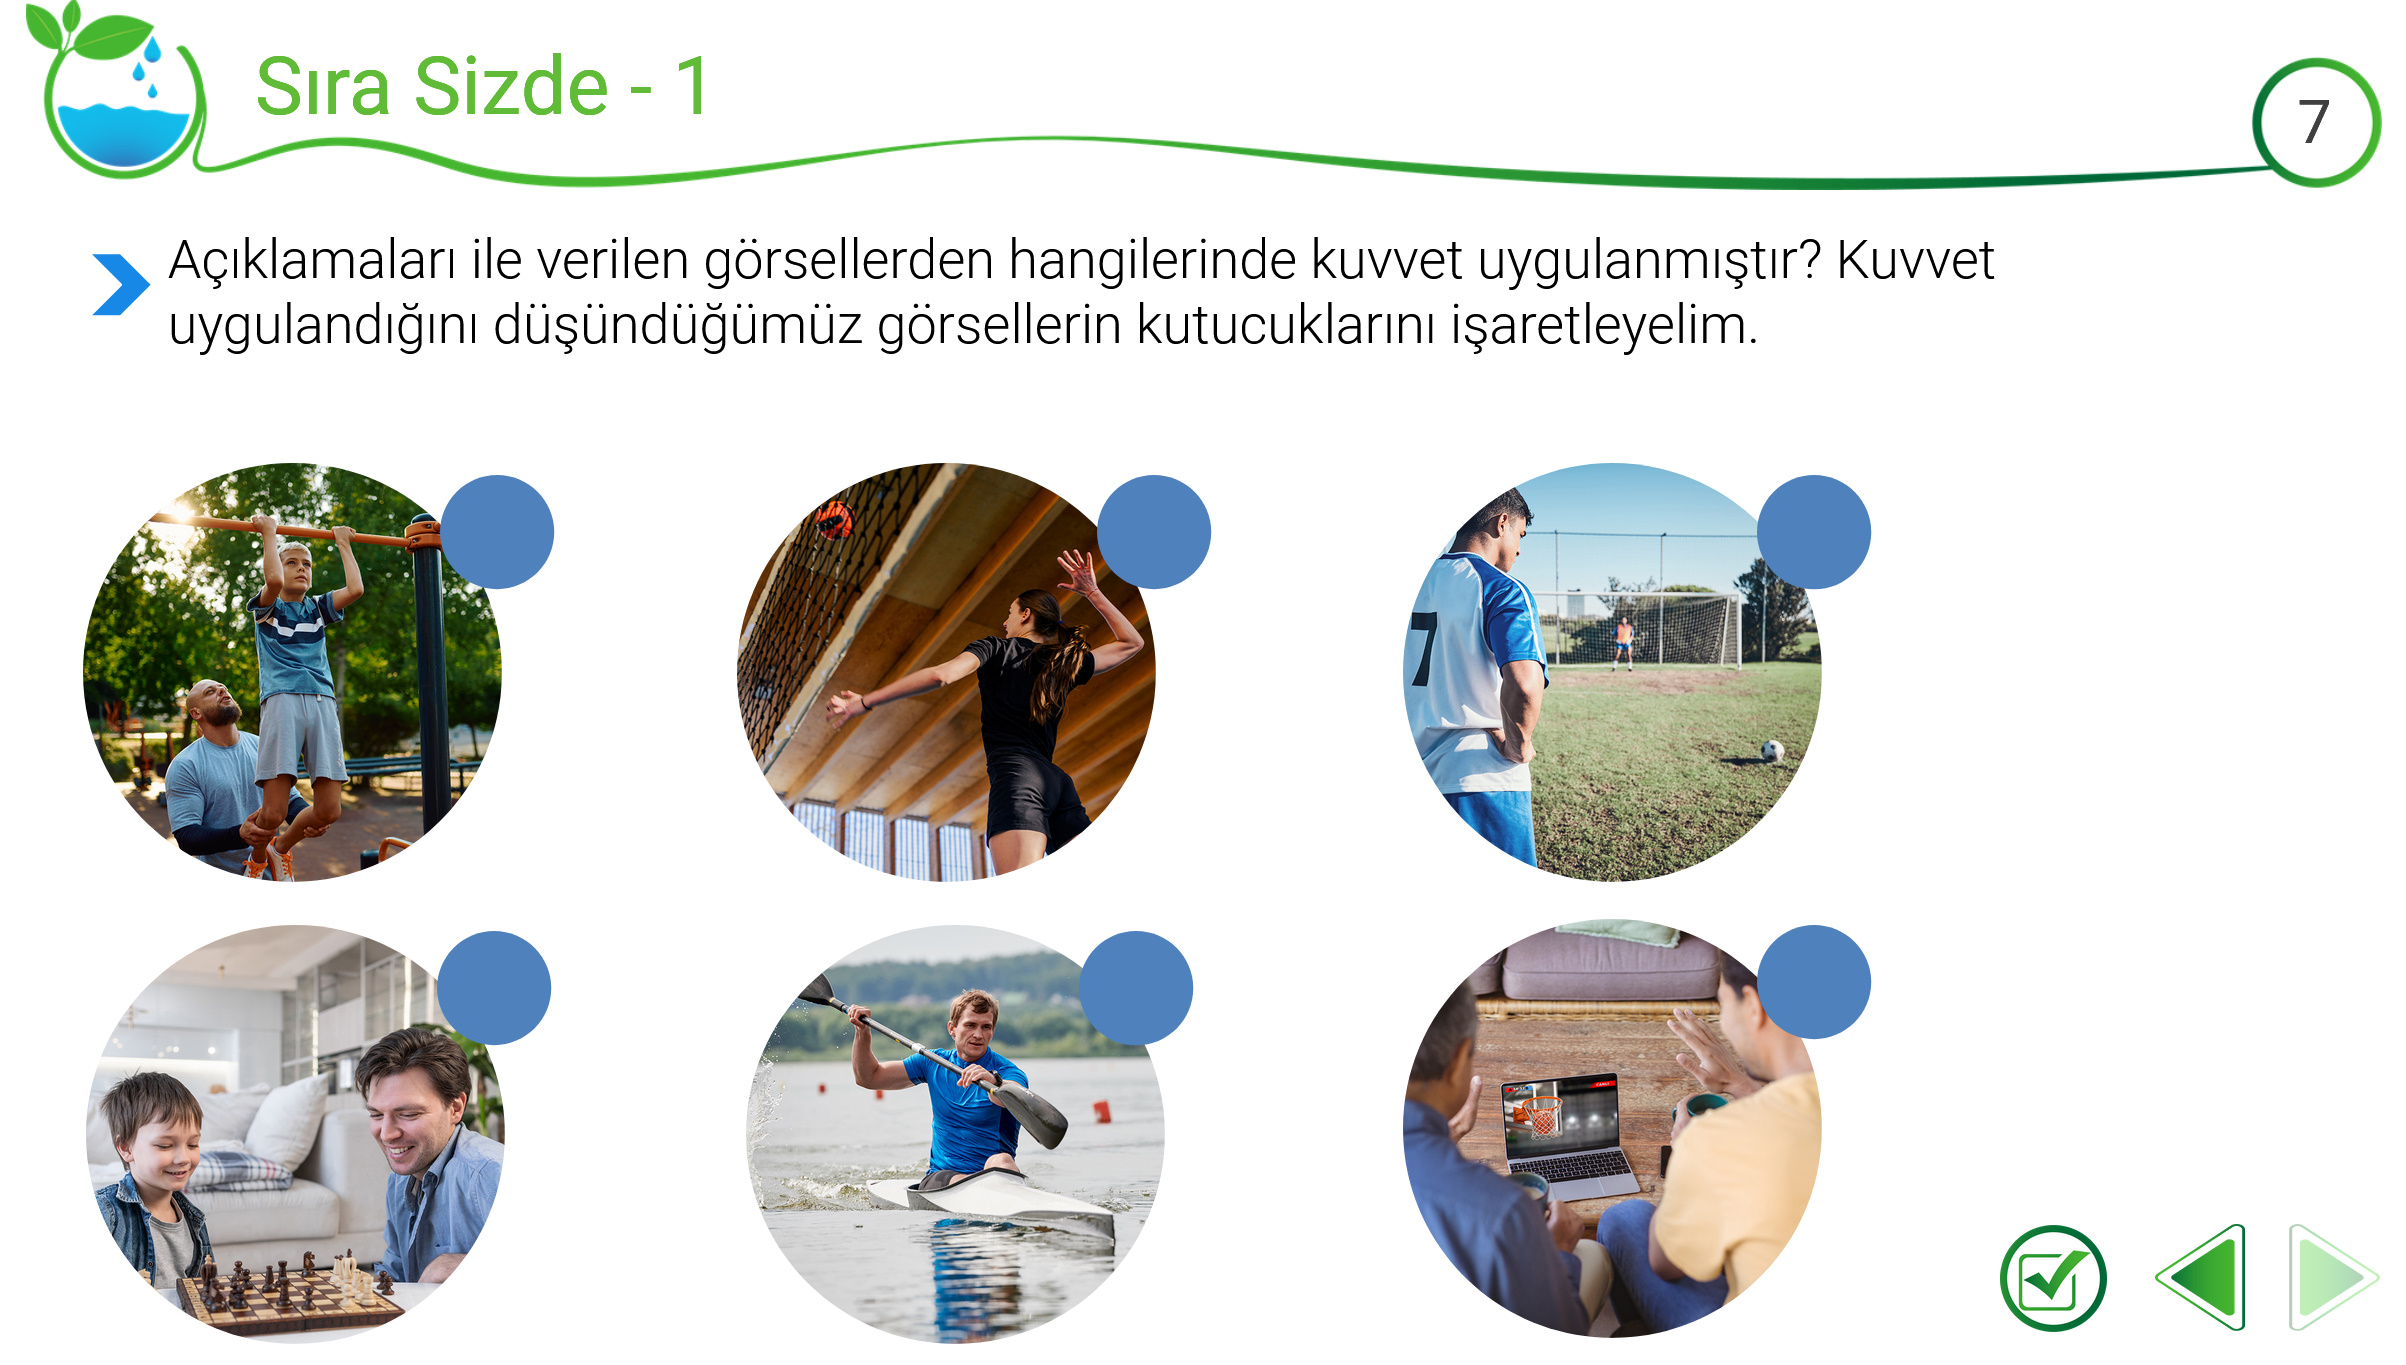 Sıra Sizde - 1
7
Açıklamaları ile verilen görsellerden hangilerinde kuvvet uygulanmıştır? Kuvvet
uygulandığını düşündüğümüz görsellerin kutucuklarını işaretleyelim.
7